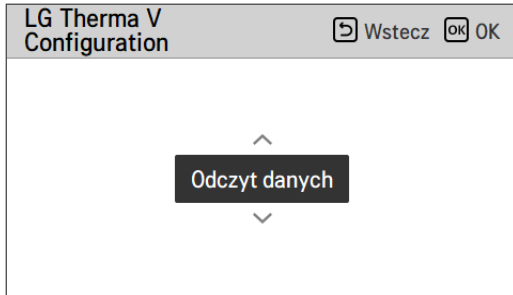 LG Therma V
Configuration
Wstecz OK OK
Odczyt danych